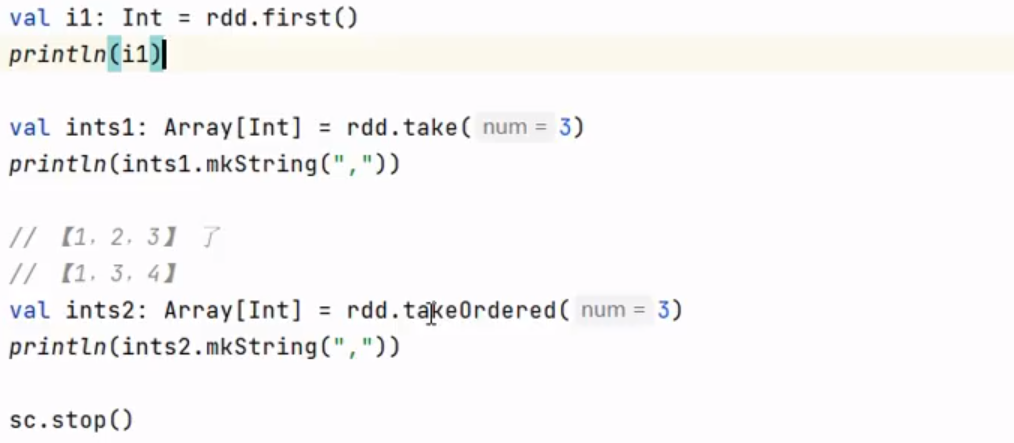 val i1: Int = rdd.first()
println(i1)
val ints1: Array[Int] = rdd.take( num = 3)
println(ints1.mkString(","))
// 【1, 2, 3】 了
// 【1, 3, 4】
val ints2: Array[Int] = rdd.takeOrdered( num = 3)
println(ints2.mkString(","))
sc.stop()